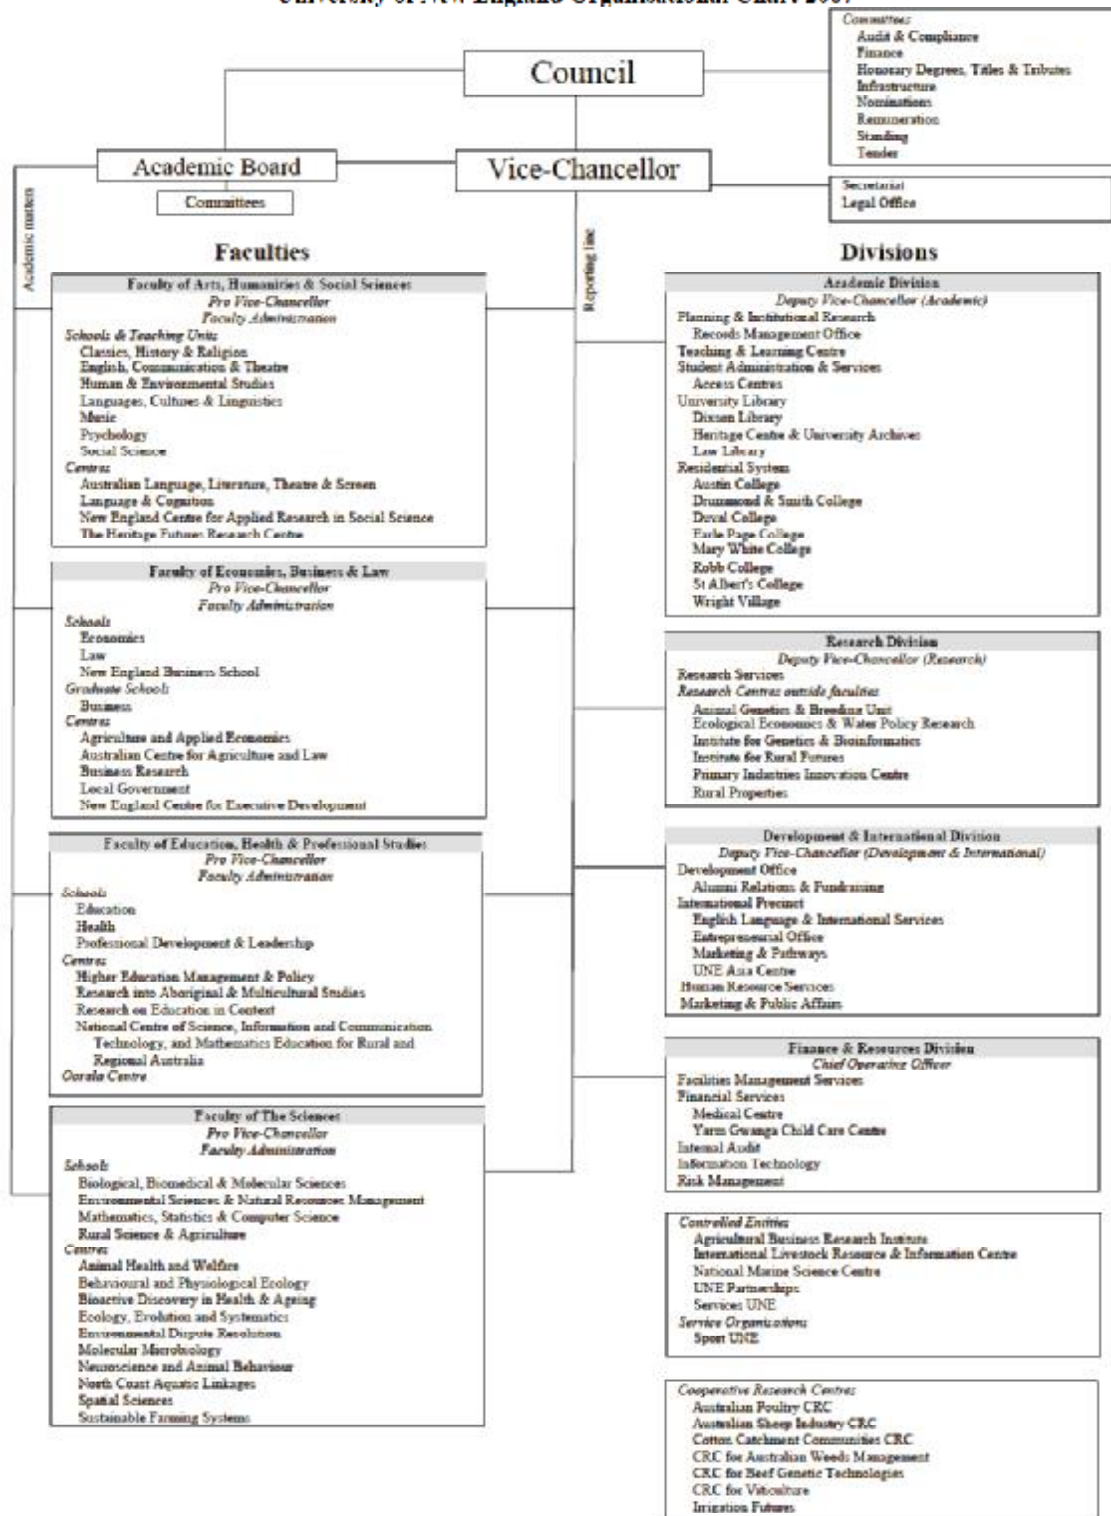 University of New England Organisational Chart 2007
Committees
Audit & Compliance
Finance
Honorary Degrees, Titles & Tributes
Infrastructure
Nominations
Remuneration
Standing
Tender
Council
Academic Board
Vice-Chancellor
Committees
Secretariat
Legal Office
Academic matters
Reporting line
Faculties
Faculty of Arts, Humanities & Social Sciences
Pro Vice-Chancellor
Faculty Administration
Schools & Teaching Units
Classics, History & Religion
English, Communication & Theatre
Human & Environmental Studies
Languages, Cultures & Linguistics
Music
Psychology
Social Science
Centres
Australian Language, Literature, Theatre & Screen
Language & Cognition
New England Centre for Applied Research in Social Science
The Heritage Futures Research Centre
Faculty of Economics, Business & Law
Pro Vice-Chancellor
Faculty Administration
Schools
Economics
Law
New England Business School
Graduate Schools
Business
Centres
Agriculture and Applied Economics
Australian Centre for Agriculture and Law
Business Research
Local Government
New England Centre for Executive Development
Faculty of Education, Health & Professional Studies
Pro Vice-Chancellor
Faculty Administration
Schools
Education
Health
Professional Development & Leadership
Centres
Higher Education Management & Policy
Research into Aboriginal & Multicultural Studies
Research on Education in Context
National Centre of Science, Information and Communication
Technology, and Mathematics Education for Rural and
Regional Australia
Oorala Centre
Faculty of The Sciences
Pro Vice-Chancellor
Faculty Administration
Schools
Biological, Biomedical & Molecular Sciences
Environmental Sciences & Natural Resources Management
Mathematics, Statistics & Computer Science
Rural Science & Agriculture
Centres
Animal Health and Welfare
Behavioural and Physiological Ecology
Bioactive Discovery in Health & Ageing
Ecology, Evolution and Systematics
Environmental Dispute Resolution
Molecular Microbiology
Neuroscience and Animal Behaviour
North Coast Aquatic Linkages
Spatial Sciences
Sustainable Farming Systems
Divisions
Academic Division
Deputy Vice-Chancellor (Academic)
Planning & Institutional Research
Records Management Office
Teaching & Learning Centre
Student Administration & Services
Access Centres
University Library
Dixson Library
Heritage Centre & University Archives
Law Library
Residential System
Austin College
Drummond & Smith College
Duval College
Earle Page College
Mary White College
Robb College
St Albert's College
Wright Village
Research Division
Deputy Vice-Chancellor (Research)
Research Services
Research Centres outside faculties
Animal Genetics & Breeding Unit
Ecological Economics & Water Policy Research
Institute for Genetics & Bioinformatics
Institute for Rural Futures
Primary Industries Innovation Centre
Rural Properties
Development & International Division
Deputy Vice-Chancellor (Development & International)
Development Office
Alumni Relations & Fundraising
International Precinct
English Language & International Services
Entrepreneurial Office
Marketing & Pathways
UNE Asia Centre
Human Resource Services
Marketing & Public Affairs
Finance & Resources Division
Chief Operating Officer
Facilities Management Services
Financial Services
Medical Centre
Yarm Gwanga Child Care Centre
Internal Audit
Information Technology
Risk Management
Controlled Entities
Agricultural Business Research Institute
International Livestock Resource & Information Centre
National Marine Science Centre
UNE Partnerships
Services UNE
Service Organisations
Sport UNE
Cooperative Research Centres
Australian Poultry CRC
Australian Sheep Industry CRC
Cotton Catchment Communities CRC
CRC for Australian Weeds Management
CRC for Beef Genetic Technologies
CRC for Viticulture
Irrigation Futures